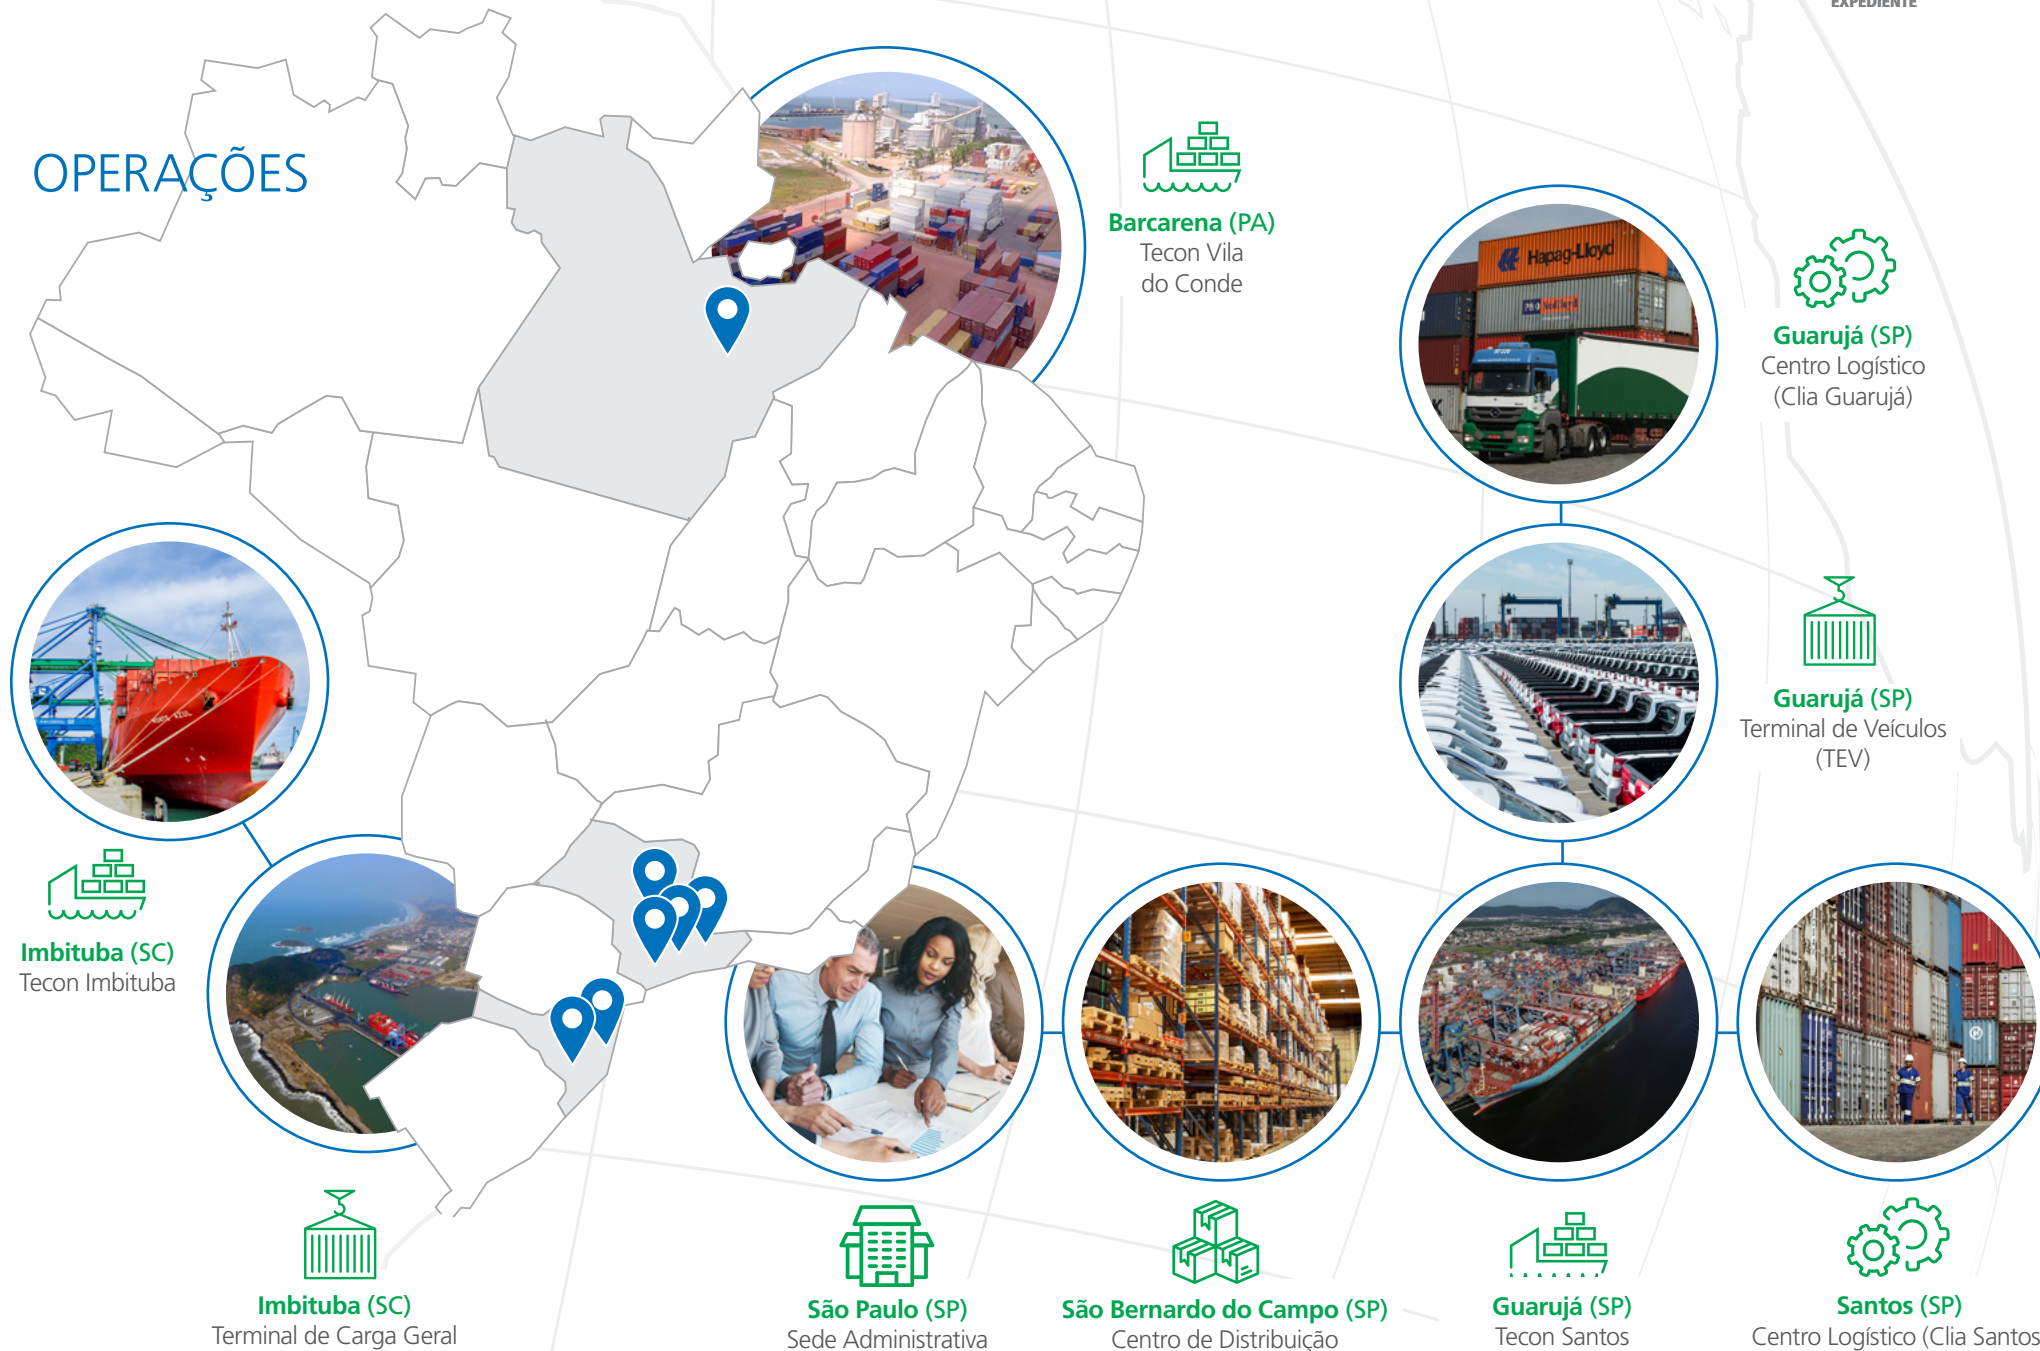 EXPEDIENTE
OPERAÇÕES
Barcarena (PA)
Tecon Vila
do Conde
Hapag-Lloyd
P&O Nedlloyd
Guarujá (SP)
Centro Logístico
(Clia Guarujá)
Guarujá (SP)
Terminal de Veículos
(TEV)
Imbituba (SC)
Tecon Imbituba
Imbituba (SC)
Terminal de Carga Geral
São Paulo (SP)
Sede Administrativa
São Bernardo do Campo (SP)
Centro de Distribuição
Guarujá (SP)
Tecon Santos
Santos (SP)
Centro Logístico (Clia Santos